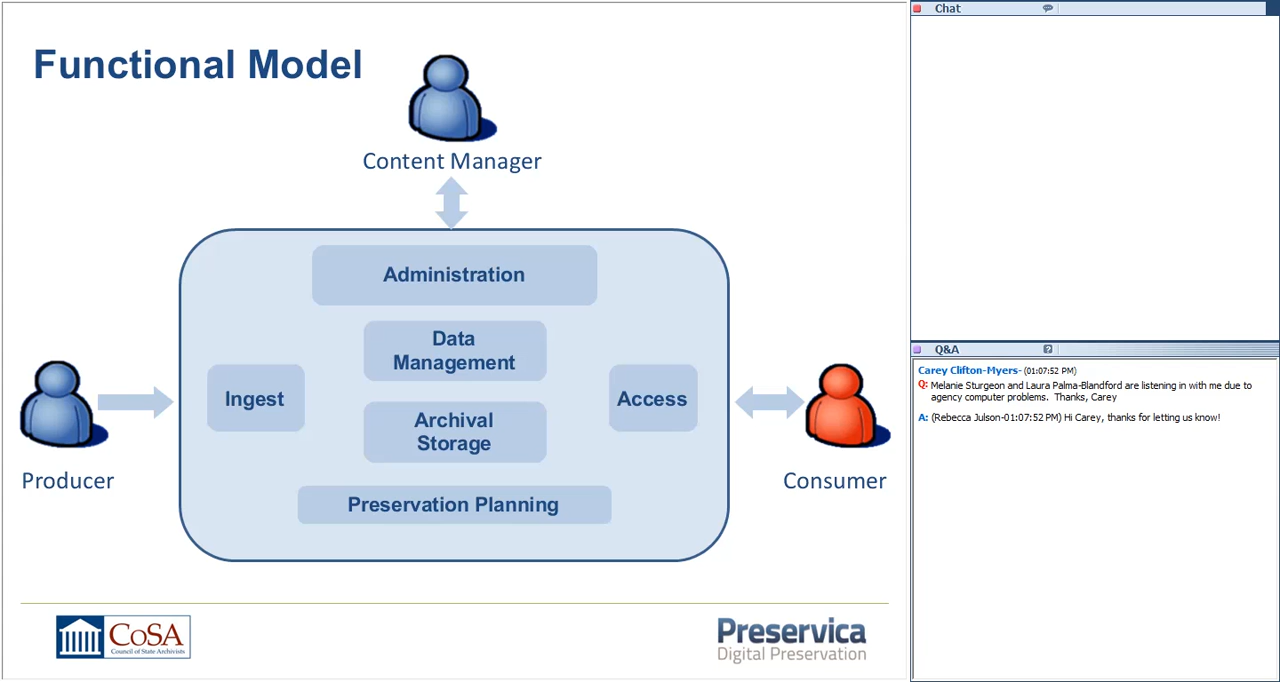 Functional Model
Content Manager
Administration
Data
Management
Ingest
Access
Archival
Storage
Producer
Consumer
Preservation Planning
CoSA
Council of State Archivists
Preservica
Digital Preservation
Chat
Q&A
Carey Clifton-Myers- (01:07:52 PM)
Q: Melanie Sturgeon and Laura Palma-Blandford are listening in with me due to
agency computer problems.  Thanks, Carey
A: (Rebecca Julson-01:07:52 PM) Hi Carey, thanks for letting us know!